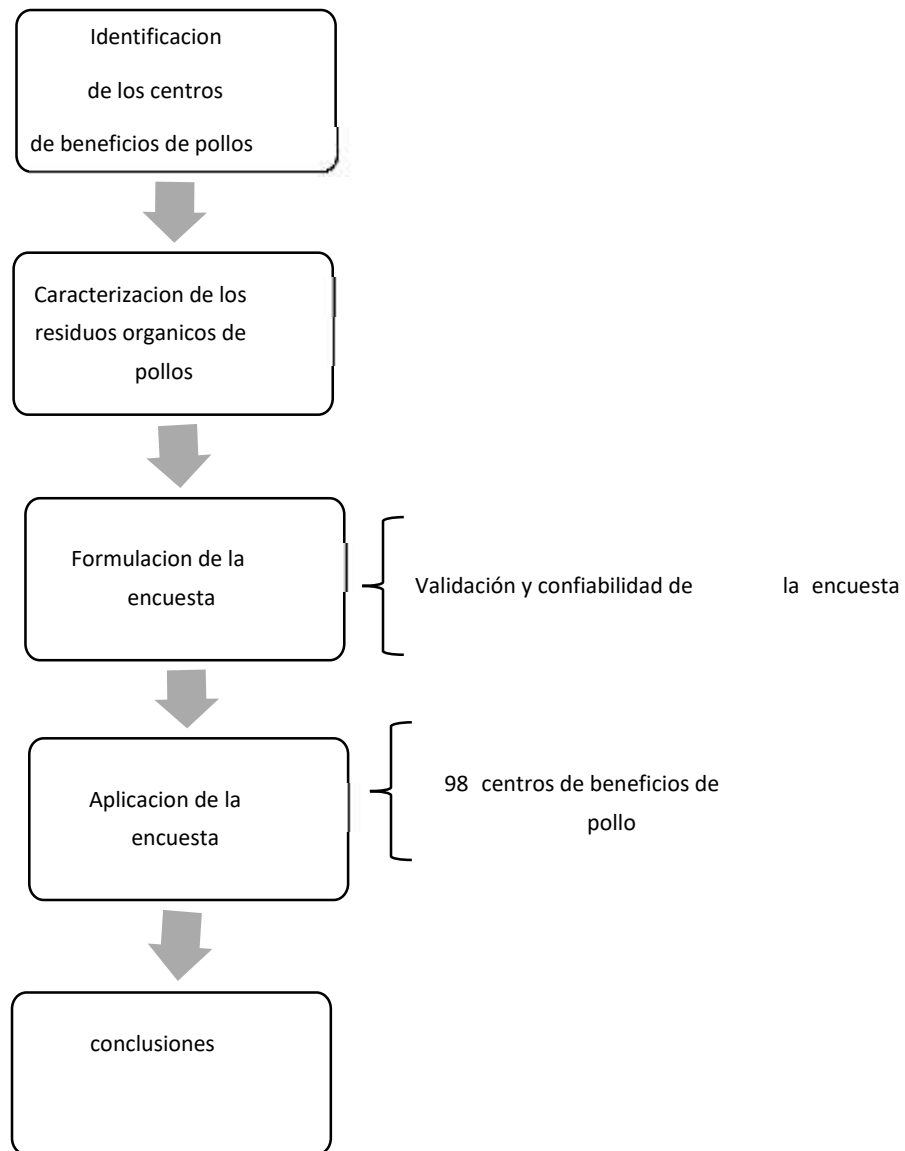 Identificacion
de los centros
de beneficios de pollos
Caracterizacion de los
residuos organicos de
pollos
Formulacion de la
encuesta
Validación y confiabilidad de la encuesta
Aplicacion de la
encuesta
98 centros de beneficios de
pollo
conclusiones